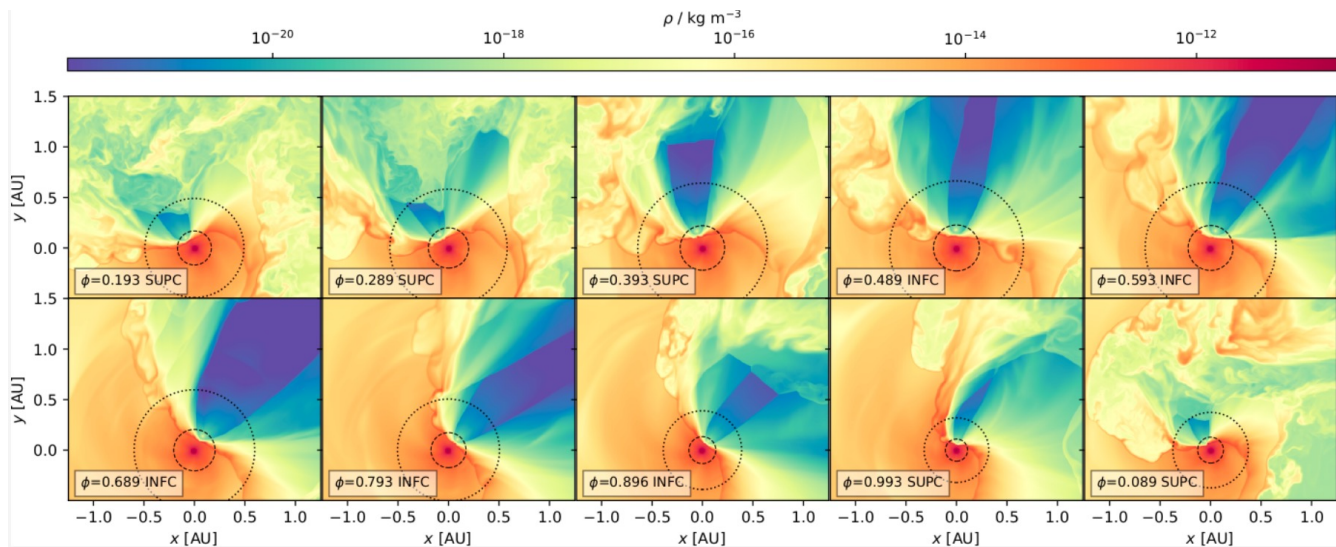 ρ / kg m⁻³
10⁻²⁰ 10⁻¹⁸ 10⁻¹⁶ 10⁻¹⁴ 10⁻¹²
1.5
1.0
0.5
0.0
y [AU]
ϕ=0.193 SUPC
ϕ=0.289 SUPC
ϕ=0.393 SUPC
ϕ=0.489 INFC
ϕ=0.593 INFC
1.5
1.0
0.5
0.0
y [AU]
ϕ=0.689 INFC
ϕ=0.793 INFC
ϕ=0.896 INFC
ϕ=0.993 SUPC
ϕ=0.089 SUPC
−1.0 −0.5 0.0 0.5 1.0
−1.0 −0.5 0.0 0.5 1.0
−1.0 −0.5 0.0 0.5 1.0
−1.0 −0.5 0.0 0.5 1.0
−1.0 −0.5 0.0 0.5 1.0
x [AU]
x [AU]
x [AU]
x [AU]
x [AU]